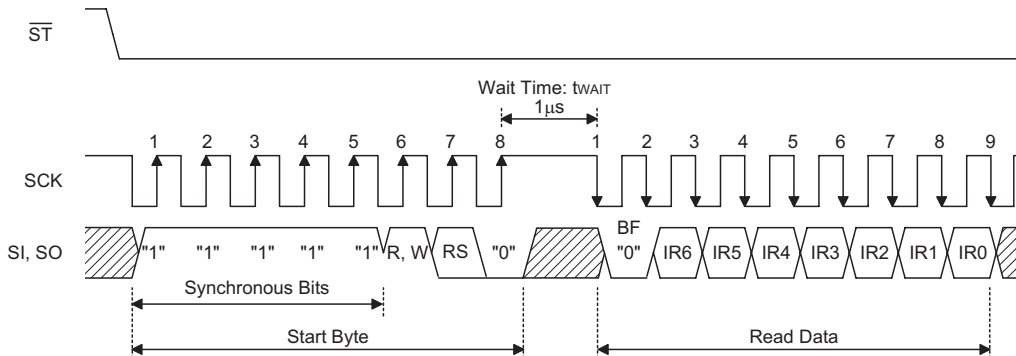 ST
Wait Time: tWAIT
1μs
1 2 3 4 5 6 7 8 1 2 3 4 5 6 7 8 9
SCK
BF
SI, SO "1" "1" "1" "1" "1" R, W RS "0" "0" IR6 IR5 IR4 IR3 IR2 IR1 IR0
Synchronous Bits
Start Byte Read Data